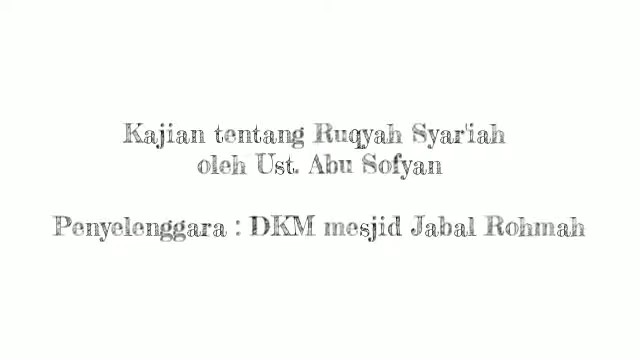 Kajian tentang Ruqyah Syar'iah
oleh Ust. Abu Sofyan
Penyelenggara : DKM mesjid Jabal Rohmah